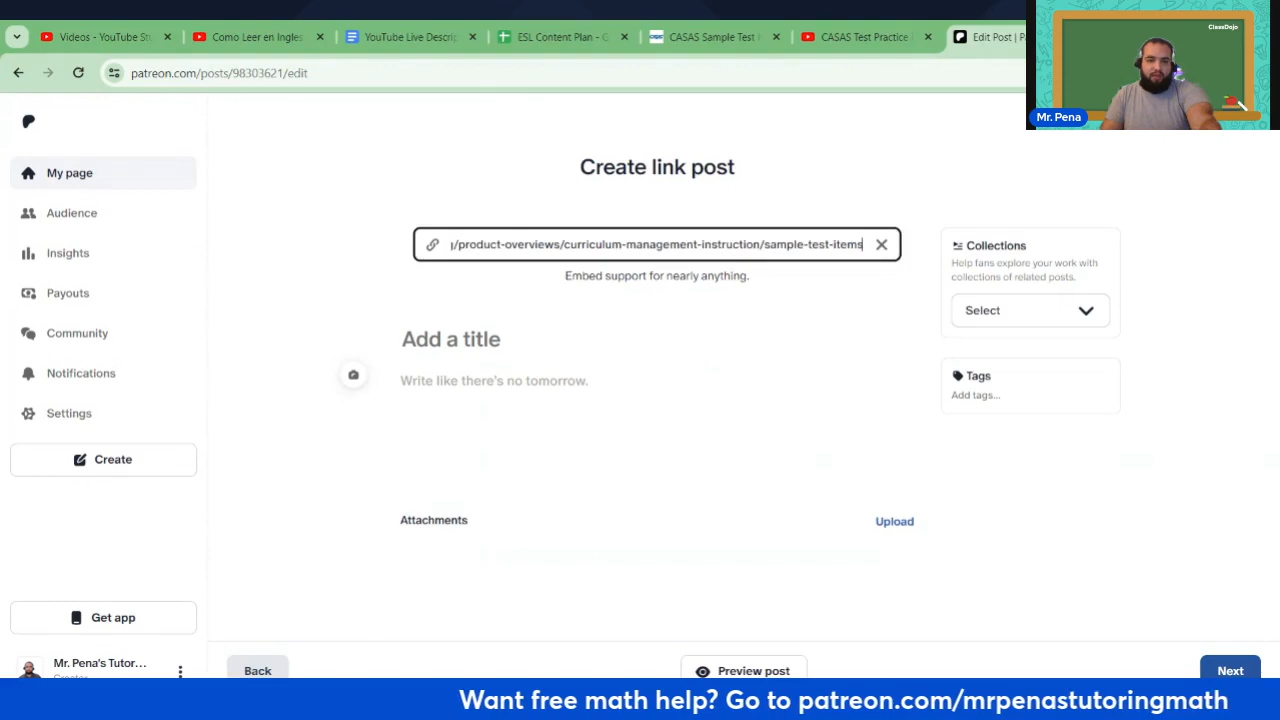 Videos - YouTube Stu
Como Leer en Ingles
YouTube Live Descrip
ESL Content Plan - G
CASAS Sample Test I
CASAS Test Practice
Edit Post | Pa
patreon.com/posts/98303621/edit
ClassDojo
Mr. Pena
My page
Audience
Insights
Payouts
Community
Notifications
Settings
Create
Get app
Mr. Pena's Tutor...
Creator
Create link post
/product-overviews/curriculum-management-instruction/sample-test-items
Embed support for nearly anything.
Add a title
Write like there's no tomorrow.
Attachments
Upload
Collections
Help fans explore your work with
collections of related posts.
Select
Tags
Add tags...
Back
Preview post
Next
Want free math help? Go to patreon.com/mrpenastutoringmath